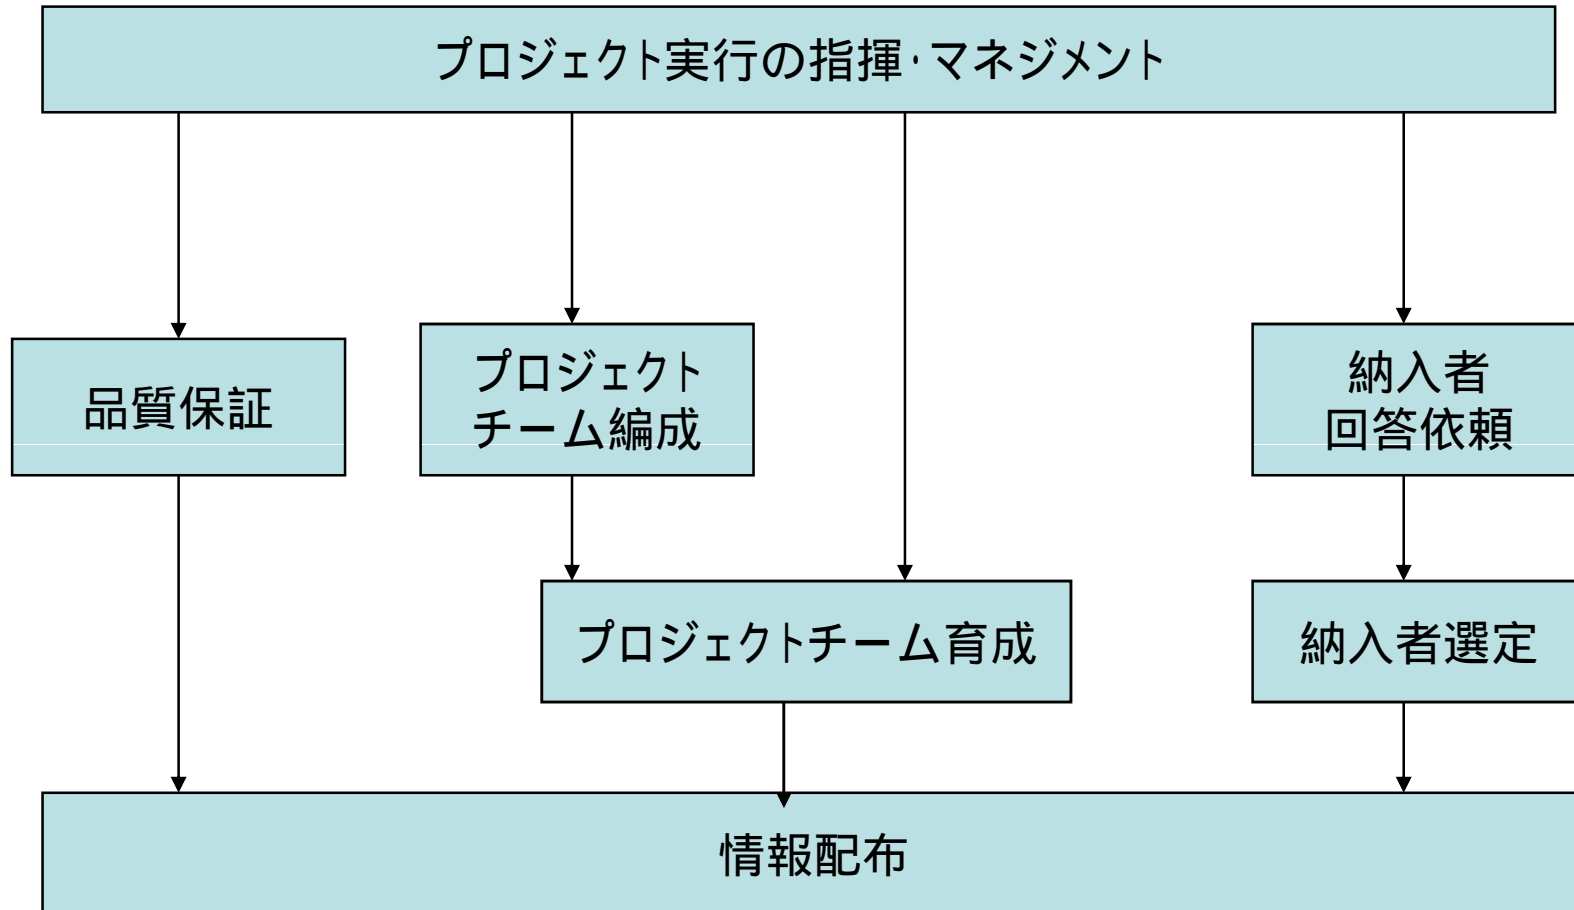 プロジェクト実行の指揮・マネジメント
品質保証
プロジェクト
チーム編成
納入者
回答依頼
プロジェクトチーム育成
納入者選定
情報配布